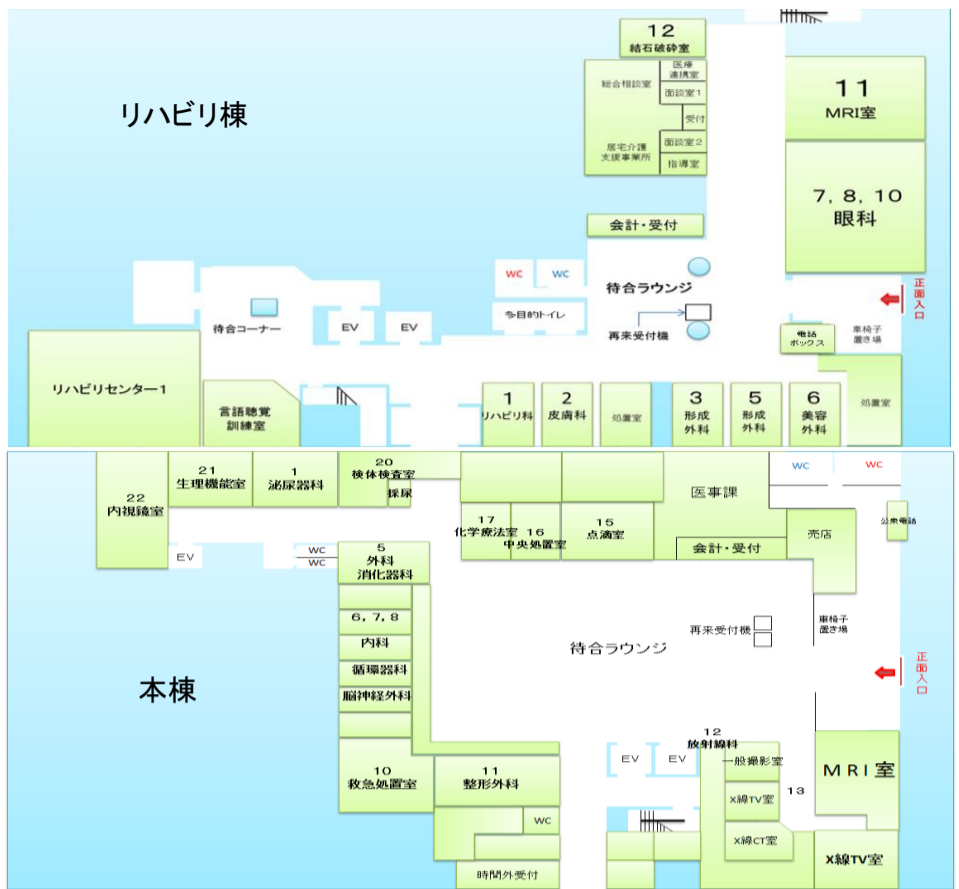 12
結石破砕室
総合相談室
医療
連携室
面談室1
受付
居宅介護
支援事業所
面談室2
指導室
11
MRI室
リハビリ棟
7, 8, 10
眼科
会計・受付
WC
WC
待合ラウンジ
正面入口
多目的トイレ
再来受付機
待合コーナー
EV
EV
電話
ボックス
車椅子
置き場
リハビリセンター1
言語聴覚
訓練室
1
リハビリ科
2
皮膚科
処置室
3
形成
外科
5
形成
外科
6
美容
外科
処置室
22
内視鏡室
21
生理機能室
1
泌尿器科
20
検体検査室
採尿
17
化学療法室
16
中央処置室
15
点滴室
医事課
会計・受付
WC
WC
売店
公衆電話
EV
WC
WC
5
外科
消化器科
6, 7, 8
内科
循環器科
脳神経外科
再来受付機
車椅子
置き場
待合ラウンジ
正面入口
本棟
10
救急処置室
11
整形外科
WC
時間外受付
EV
EV
12
放射線科
一般撮影室
13
X線TV室
X線CT室
MRI室
X線TV室